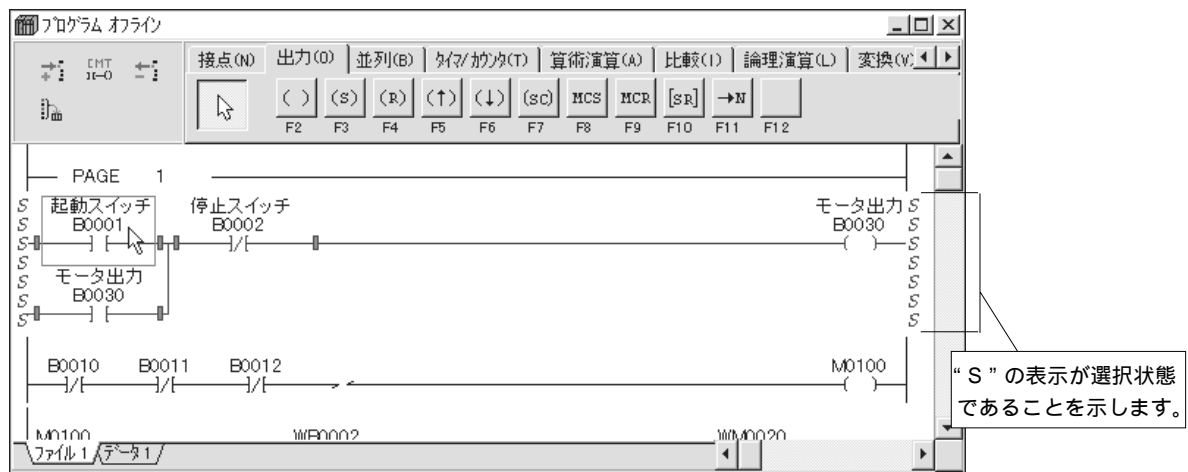 プログラム オフライン
接点(N) 出力(O) 並列(B) タイマ/カウンタ(T) 算術演算(A) 比較(I) 論理演算(L) 変換(V)
CMT
( ) (S) (R) (↑) (↓) (SC) MCS MCR [SR] →N
F2 F3 F4 F5 F6 F7 F8 F9 F10 F11 F12
PAGE 1
S 起動スイッチ 停止スイッチ モータ出力 S
S B0001 B0002 B0030 S
S S
S モータ出力 S
S B0030 S
S S
S S
B0010 B0011 B0012 M0100
M0100 WB0002 WM0020
ファイル 1 データ 1
“S”の表示が選択状態
であることを示します。